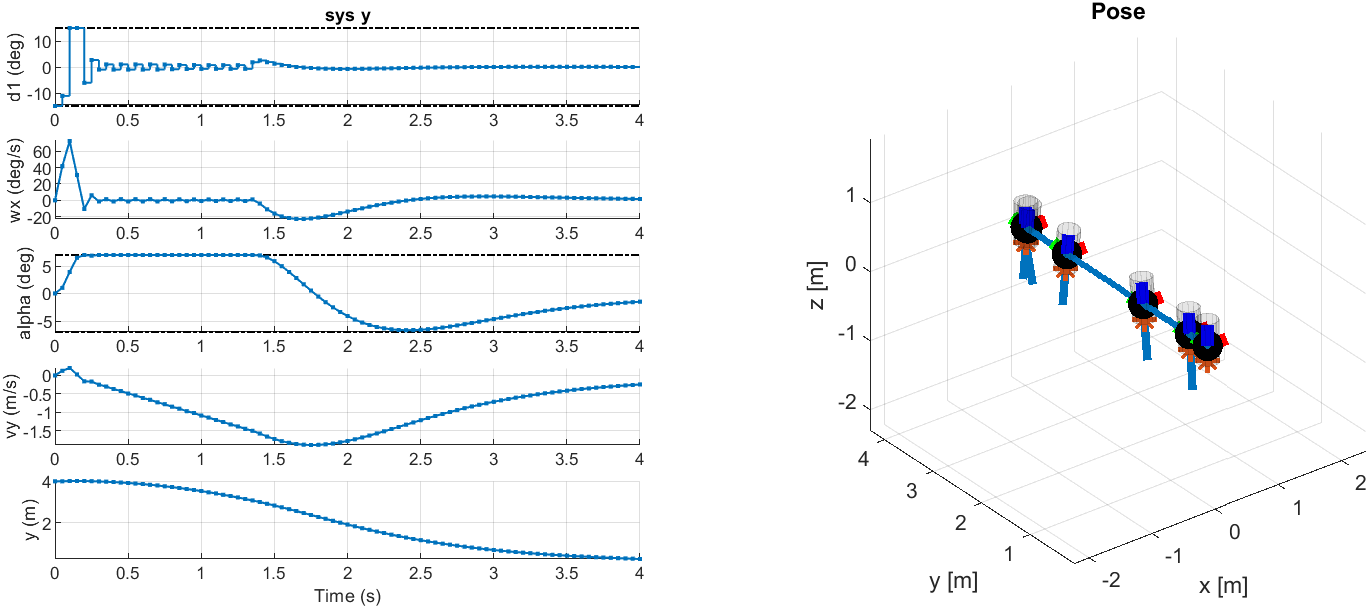 sys y
d1 (deg)
10
0
-10
0 0.5 1 1.5 2 2.5 3 3.5 4
wx (deg/s)
60
40
20
0
-20
0 0.5 1 1.5 2 2.5 3 3.5 4
alpha (deg)
5
0
-5
0 0.5 1 1.5 2 2.5 3 3.5 4
vy (m/s)
0
-0.5
-1
-1.5
0 0.5 1 1.5 2 2.5 3 3.5 4
y (m)
4
2
0 0.5 1 1.5 2 2.5 3 3.5 4
Time (s)
Pose
z [m]
1
0
-1
-2
4
3
2
1
y [m]
-2
-1
0
1
2
x [m]